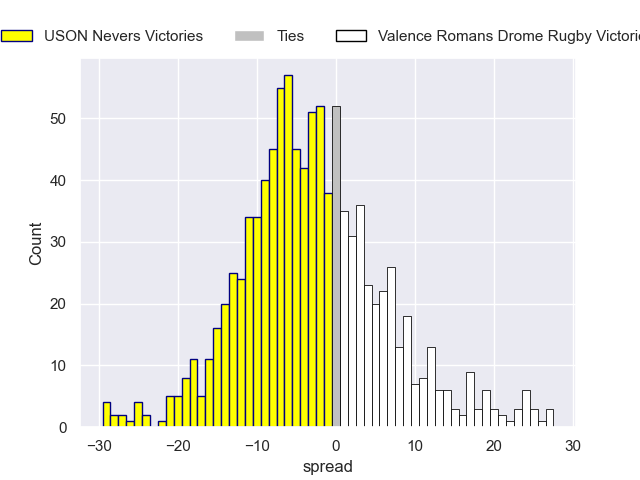 USON Nevers Victories Ties Valence Romans Drome Rugby Victorie
50
40
30
20
10
0
Count
−30 −20 −10 0 10 20 30
spread